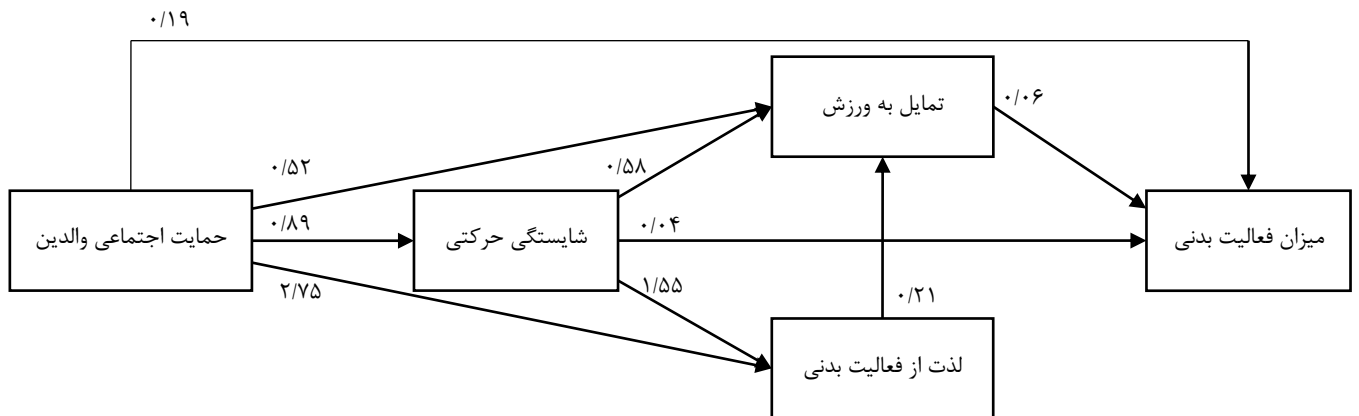 ۰/۱۹
تمایل به ورزش
۰/۰۶
۰/۵۲
۰/۵۸
حمایت اجتماعی والدین
۰/۸۹
شایستگی حرکتی
۰/۰۴
میزان فعالیت بدنی
۲/۷۵
۱/۵۵
۰/۲۱
لذت از فعالیت بدنی